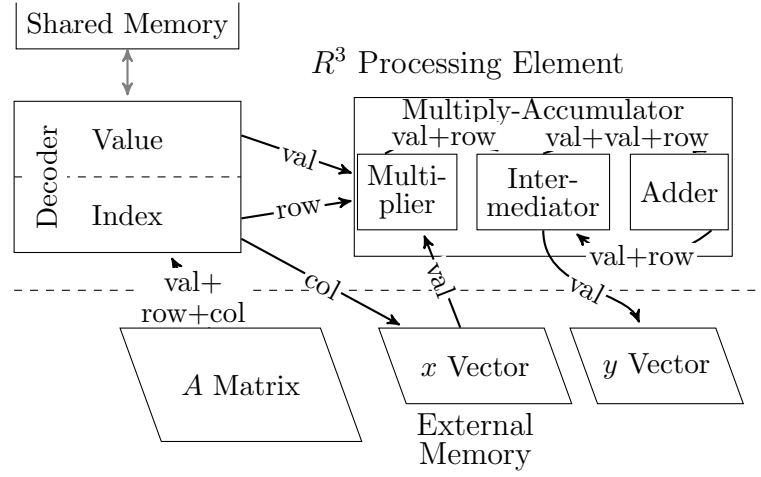 Shared Memory
R³ Processing Element
Multiply-Accumulator
val+row
val+val+row
Decoder
Value
Index
val
row
col
Multi-
plier
Inter-
mediator
Adder
val+row
val
val
val+
row+col
A Matrix
x Vector
y Vector
External
Memory